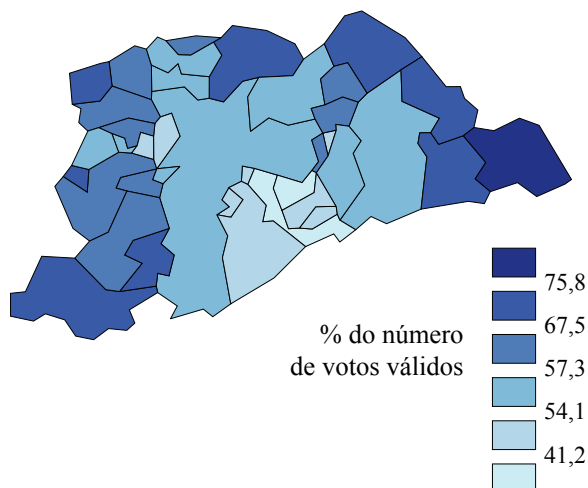 75,8
67,5
% do número
de votos válidos
57,3
54,1
41,2